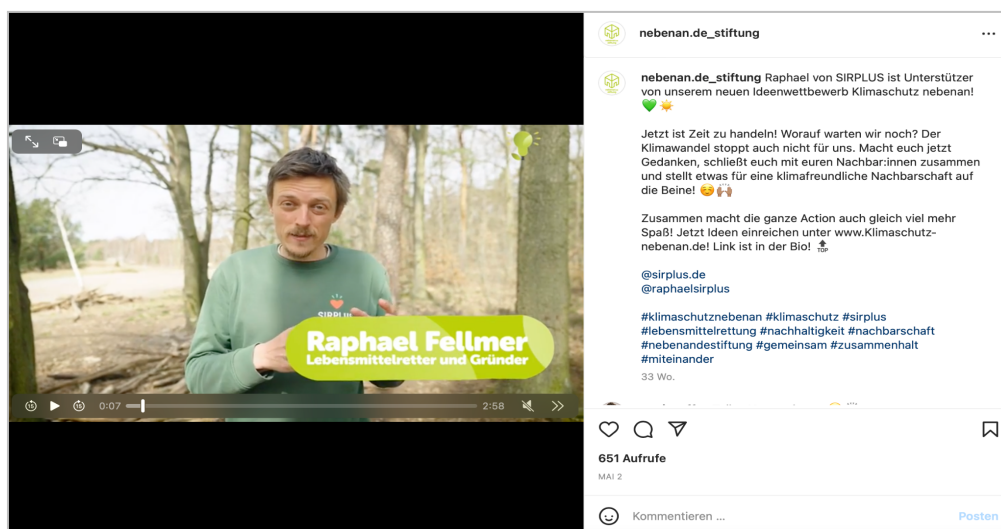 nebenan.de_stiftung
nebenan.de_stiftung Raphael von SIRPLUS ist Unterstützer
von unserem neuen Ideenwettbewerb Klimaschutz nebenan!
💚☀️
Jetzt ist Zeit zu handeln! Worauf warten wir noch? Der
Klimawandel stoppt auch nicht für uns. Macht euch jetzt
Gedanken, schließt euch mit euren Nachbar:innen zusammen
und stellt etwas für eine klimafreundliche Nachbarschaft auf
die Beine! ☺️🙌🏽
Zusammen macht die ganze Action auch gleich viel mehr
Spaß! Jetzt Ideen einreichen unter www.Klimaschutz-
nebenan.de! Link ist in der Bio! 🔝
@sirplus.de
@raphaelsirplus
#klimaschutznebenan #klimaschutz #sirplus
#lebensmittelrettung #nachhaltigkeit #nachbarschaft
#nebenandestiftung #gemeinsam #zusammenhalt
#miteinander
33 Wo.
SIRPLUS
Raphael Fellmer
Lebensmittelretter und Gründer
15
15
0:07
2:58
651 Aufrufe
MAI 2
Kommentieren ...
Posten